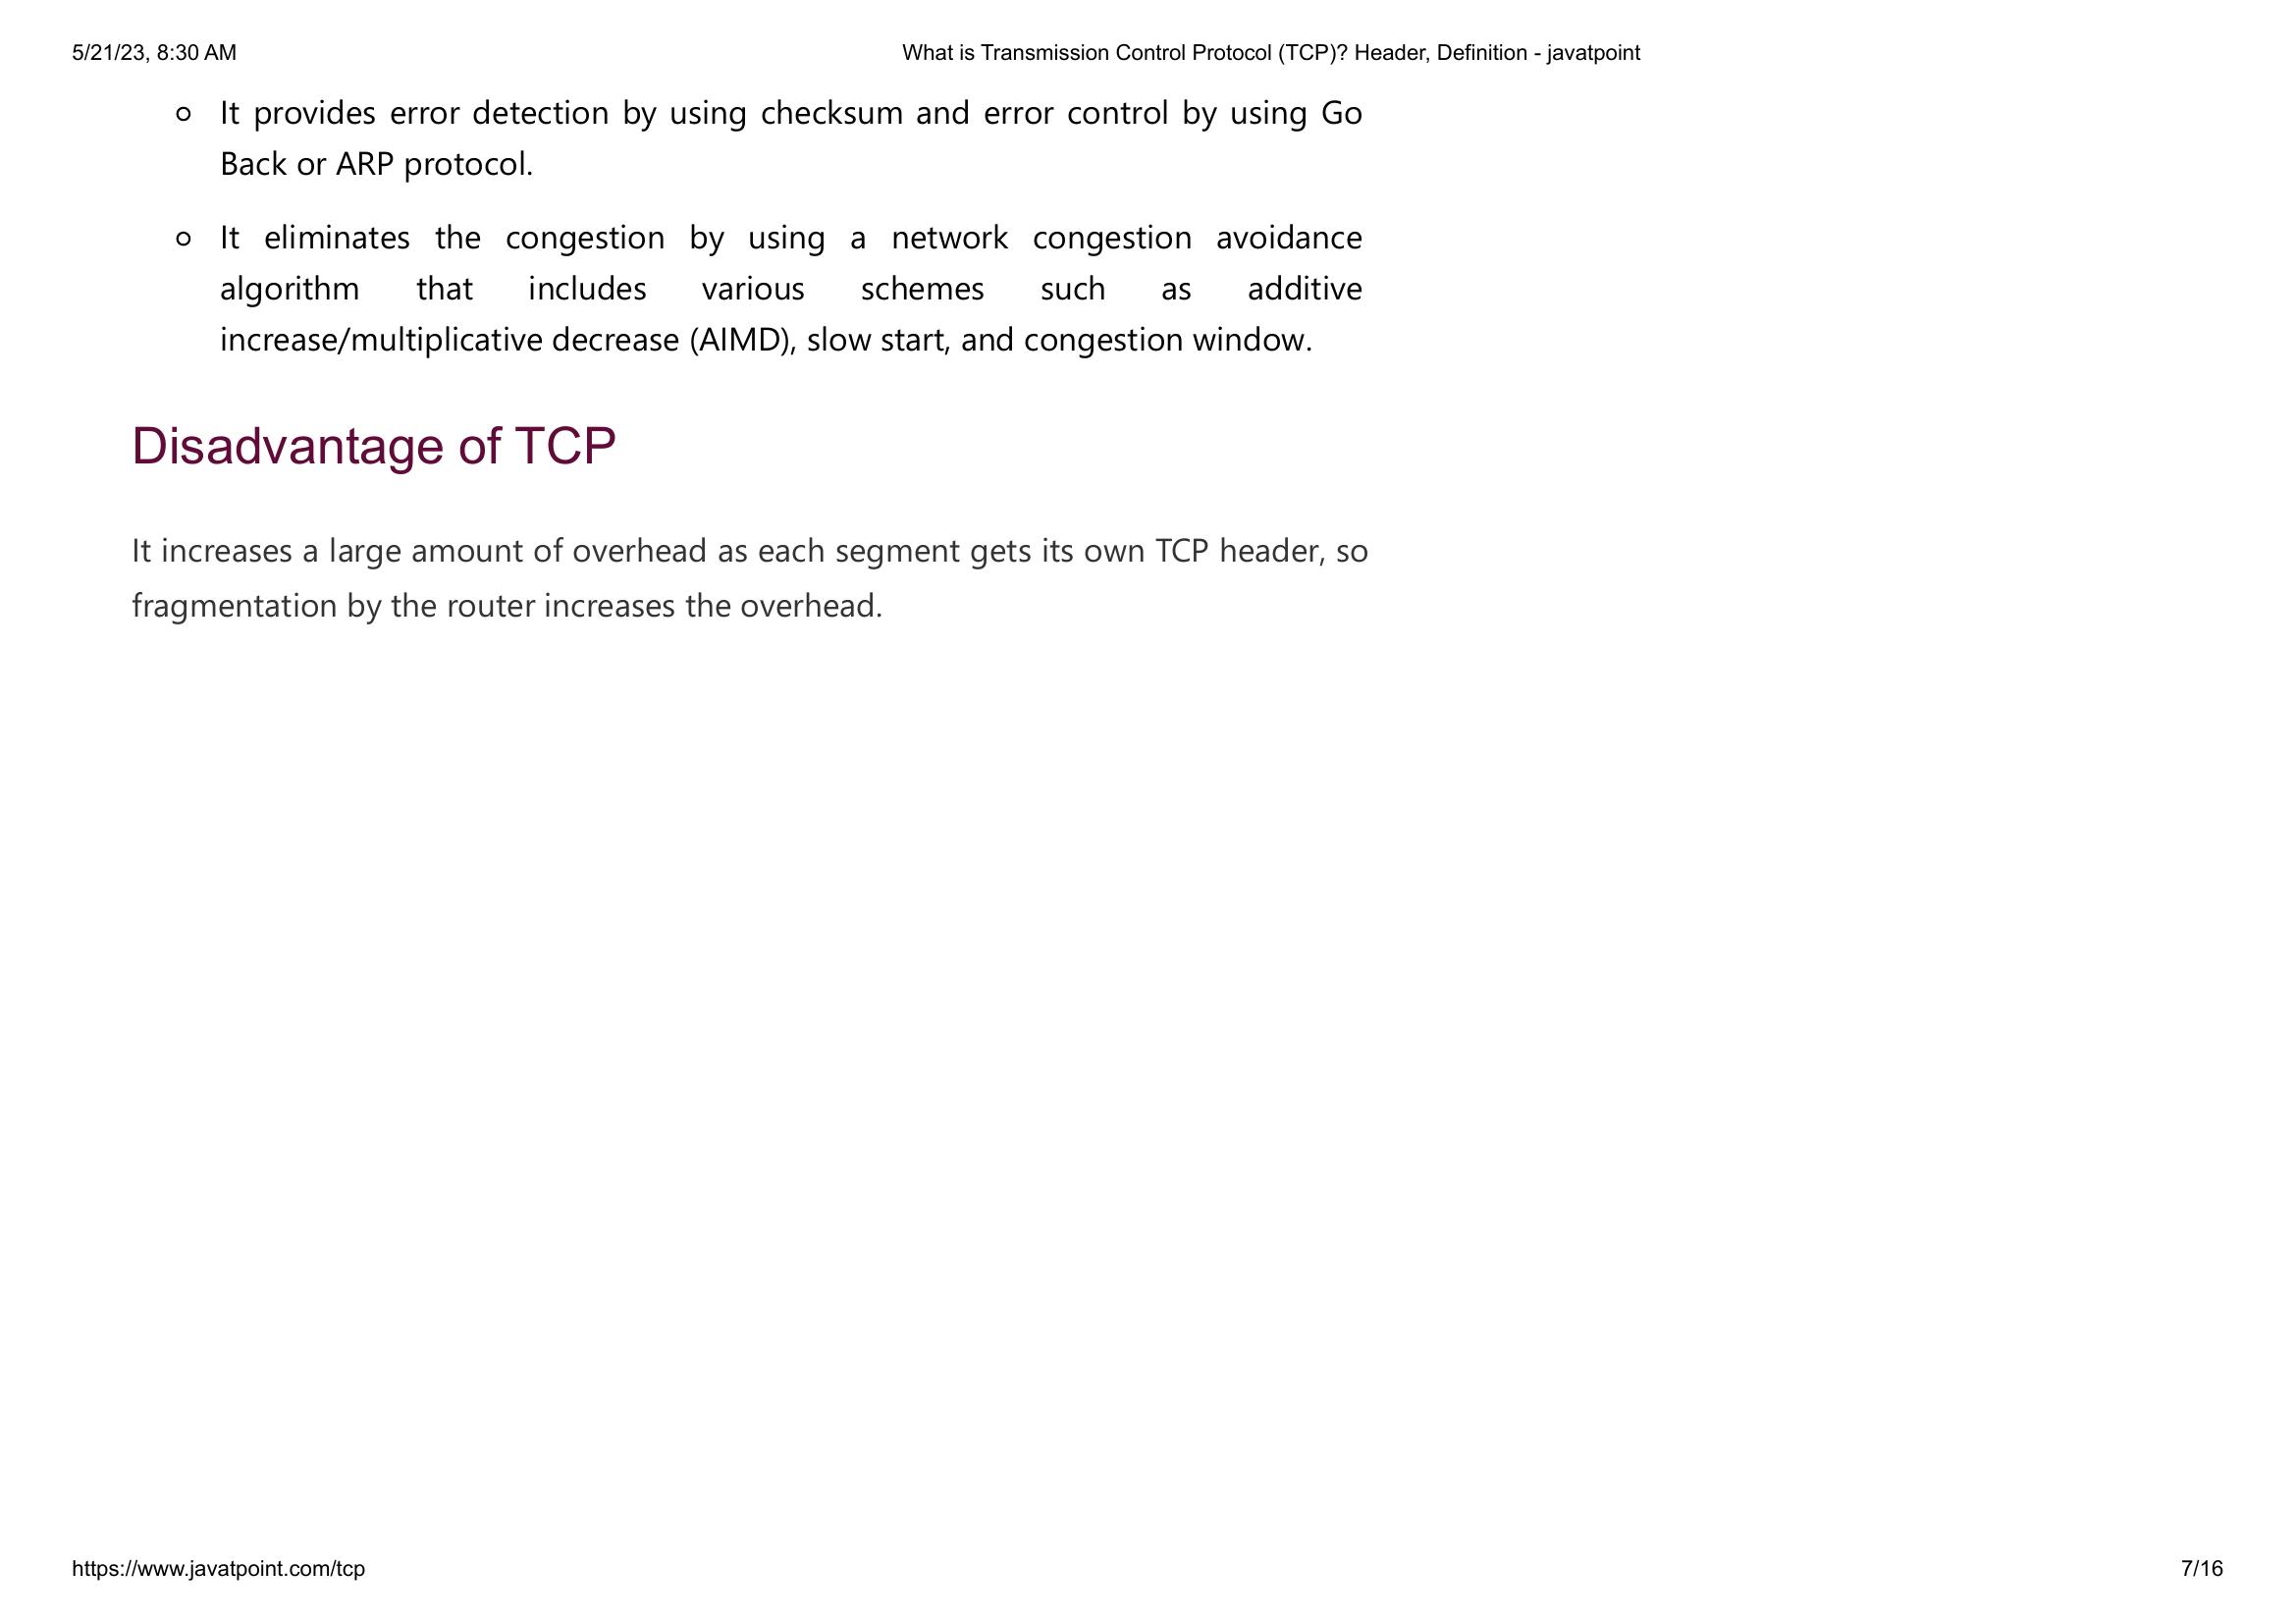 5/21/23, 8:30 AM
What is Transmission Control Protocol (TCP)? Header, Definition - javatpoint
It provides error detection by using checksum and error control by using Go
Back or ARP protocol.
It eliminates the congestion by using a network congestion avoidance
algorithm that includes various schemes such as additive
increase/multiplicative decrease (AIMD), slow start, and congestion window.
Disadvantage of TCP
It increases a large amount of overhead as each segment gets its own TCP header, so
fragmentation by the router increases the overhead.
https://www.javatpoint.com/tcp
7/16